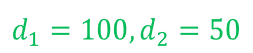 d₁ = 100, d₂ = 50